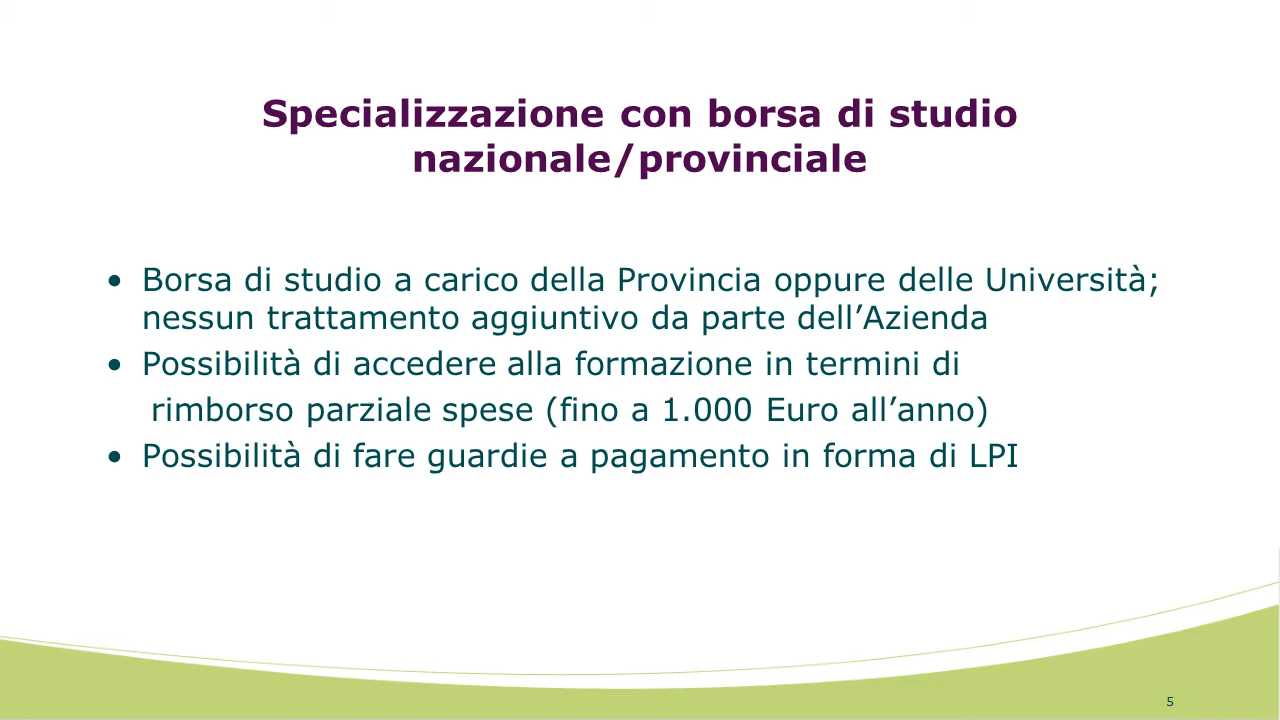 Specializzazione con borsa di studio
nazionale/provinciale
• Borsa di studio a carico della Provincia oppure delle Università;
nessun trattamento aggiuntivo da parte dell’Azienda
• Possibilità di accedere alla formazione in termini di
rimborso parziale spese (fino a 1.000 Euro all’anno)
• Possibilità di fare guardie a pagamento in forma di LPI
5